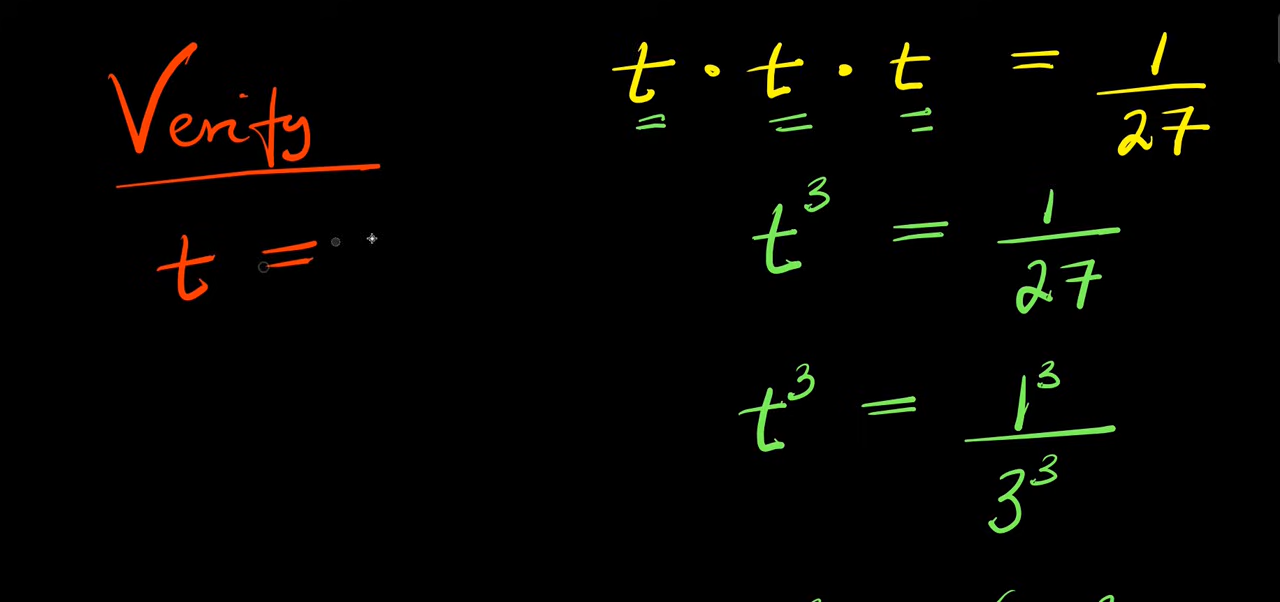 Verify
t =
t · t · t = 1/27
t³ = 1/27
t³ = 1³/3³